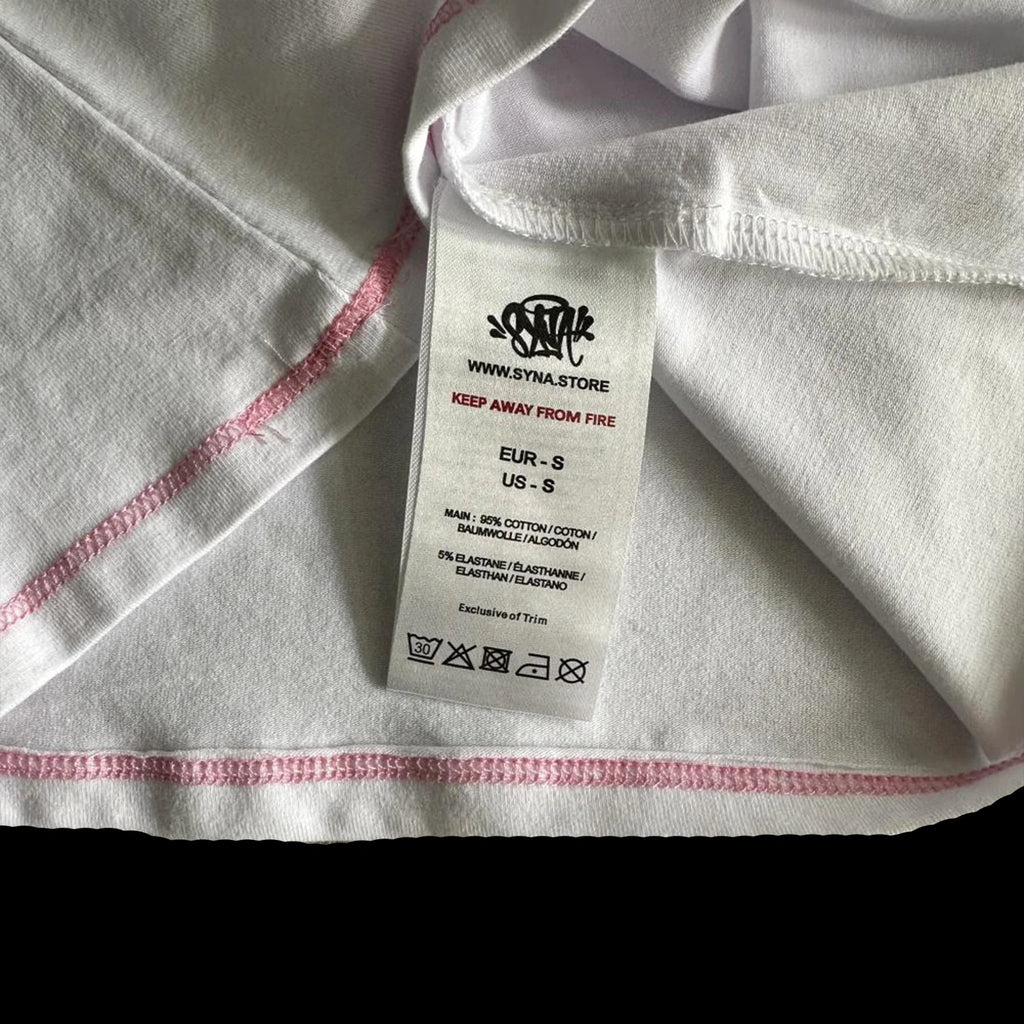 SYNA
WWW.SYNA.STORE
KEEP AWAY FROM FIRE
EUR - S
US - S
MAIN : 95% COTTON / COTON /
BAUMWOLLE / ALGODÓN
5% ELASTANE / ÉLASTHANNE /
ELASTHAN / ELASTANO
Exclusive of Trim
30